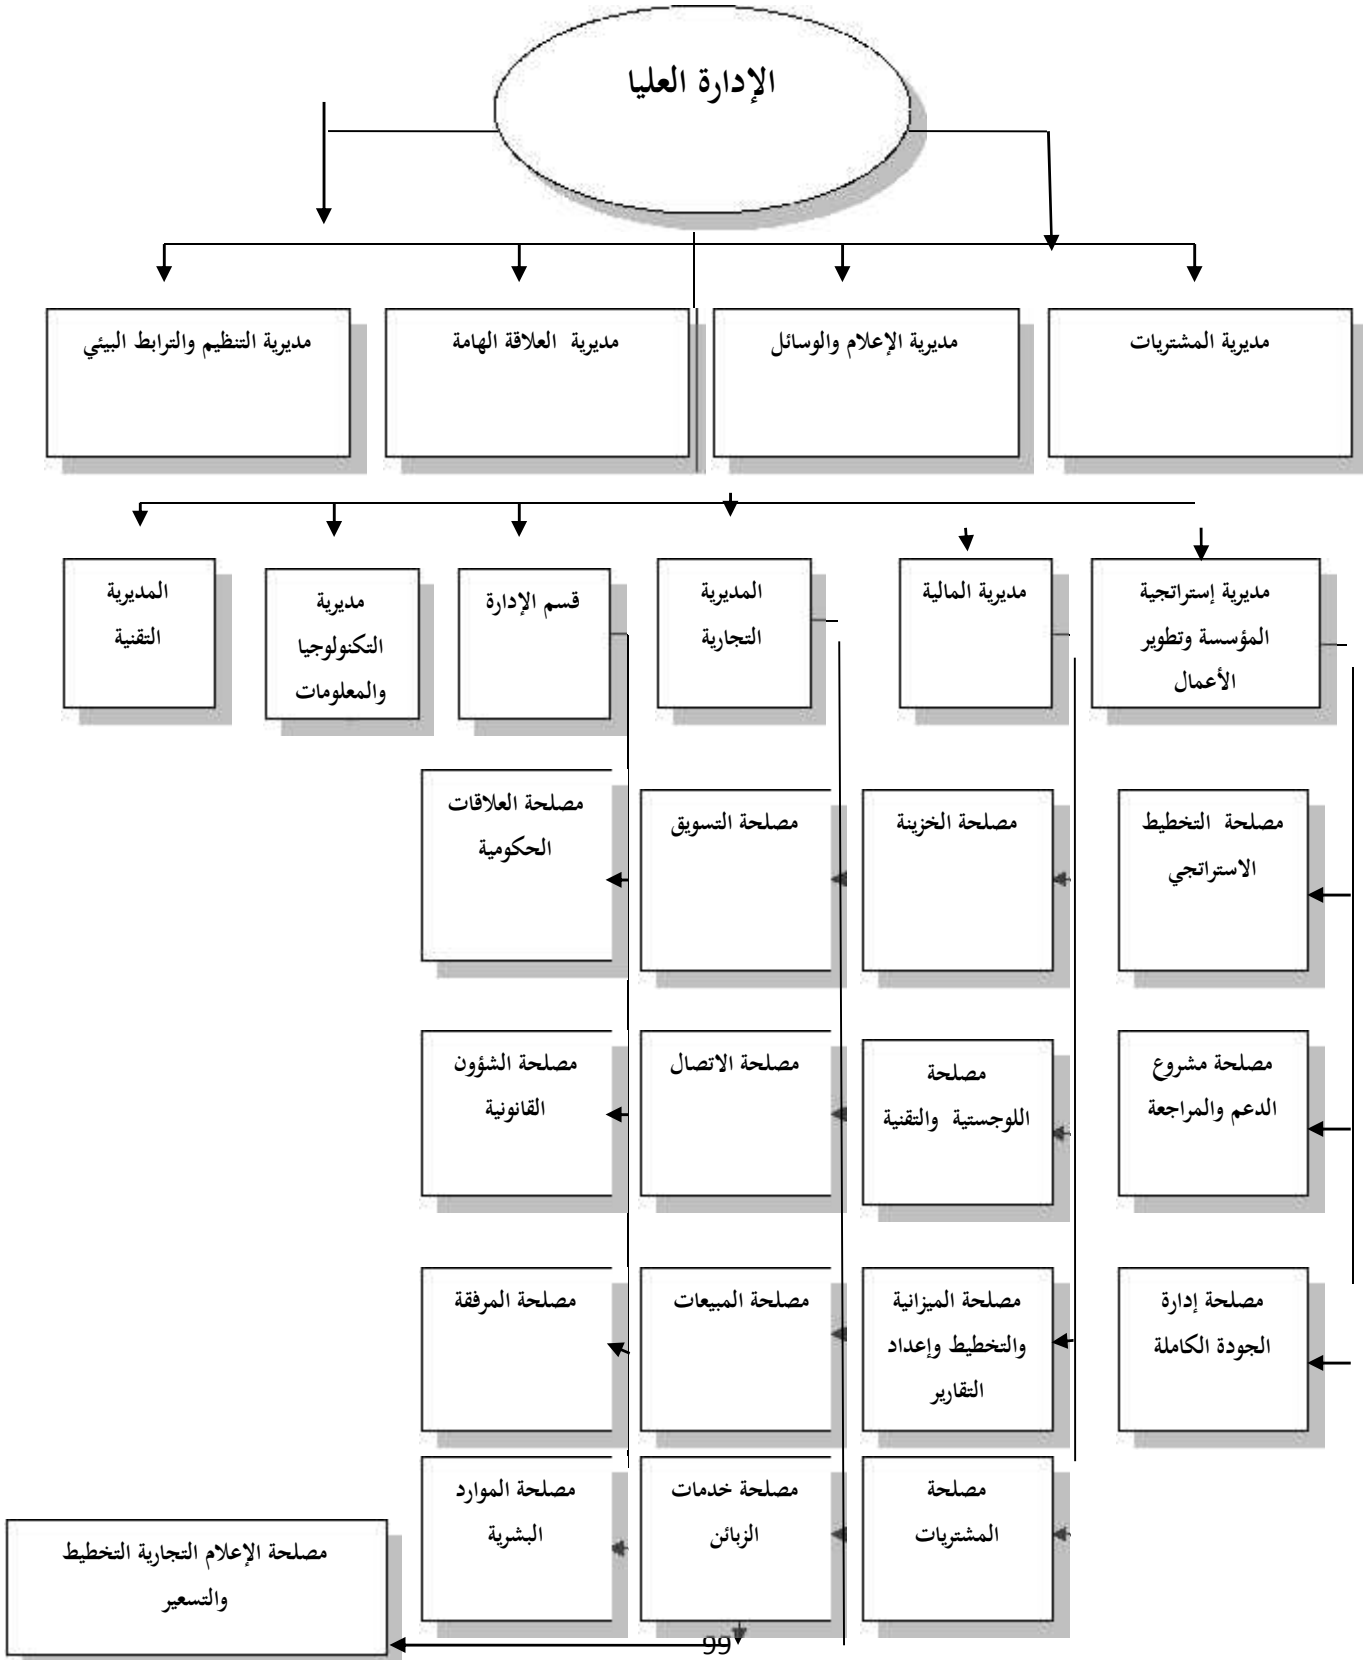 الإدارة العليا
مديرية المشتريات
مديرية الإعلام والوسائل
مديرية العلاقة الهامة
مديرية التنظيم والترابط البيئي
مديرية إستراتجية
المؤسسة وتطوير
الأعمال
مديرية المالية
المديرية
التجارية
قسم الإدارة
مديرية
التكنولوجيا
والمعلومات
المديرية
التقنية
مصلحة التخطيط
الاستراتجي
مصلحة الخزينة
مصلحة التسويق
مصلحة العلاقات
الحكومية
مصلحة مشروع
الدعم والمراجعة
مصلحة
اللوجستية والتقنية
مصلحة الاتصال
مصلحة الشؤون
القانونية
مصلحة إدارة
الجودة الكاملة
مصلحة الميزانية
والتخطيط وإعداد
التقارير
مصلحة المبيعات
مصلحة المرفقة
مصلحة
المشتريات
مصلحة خدمات
الزبائن
مصلحة الموارد
البشرية
مصلحة الإعلام التجارية التخطيط
والتسعير
99